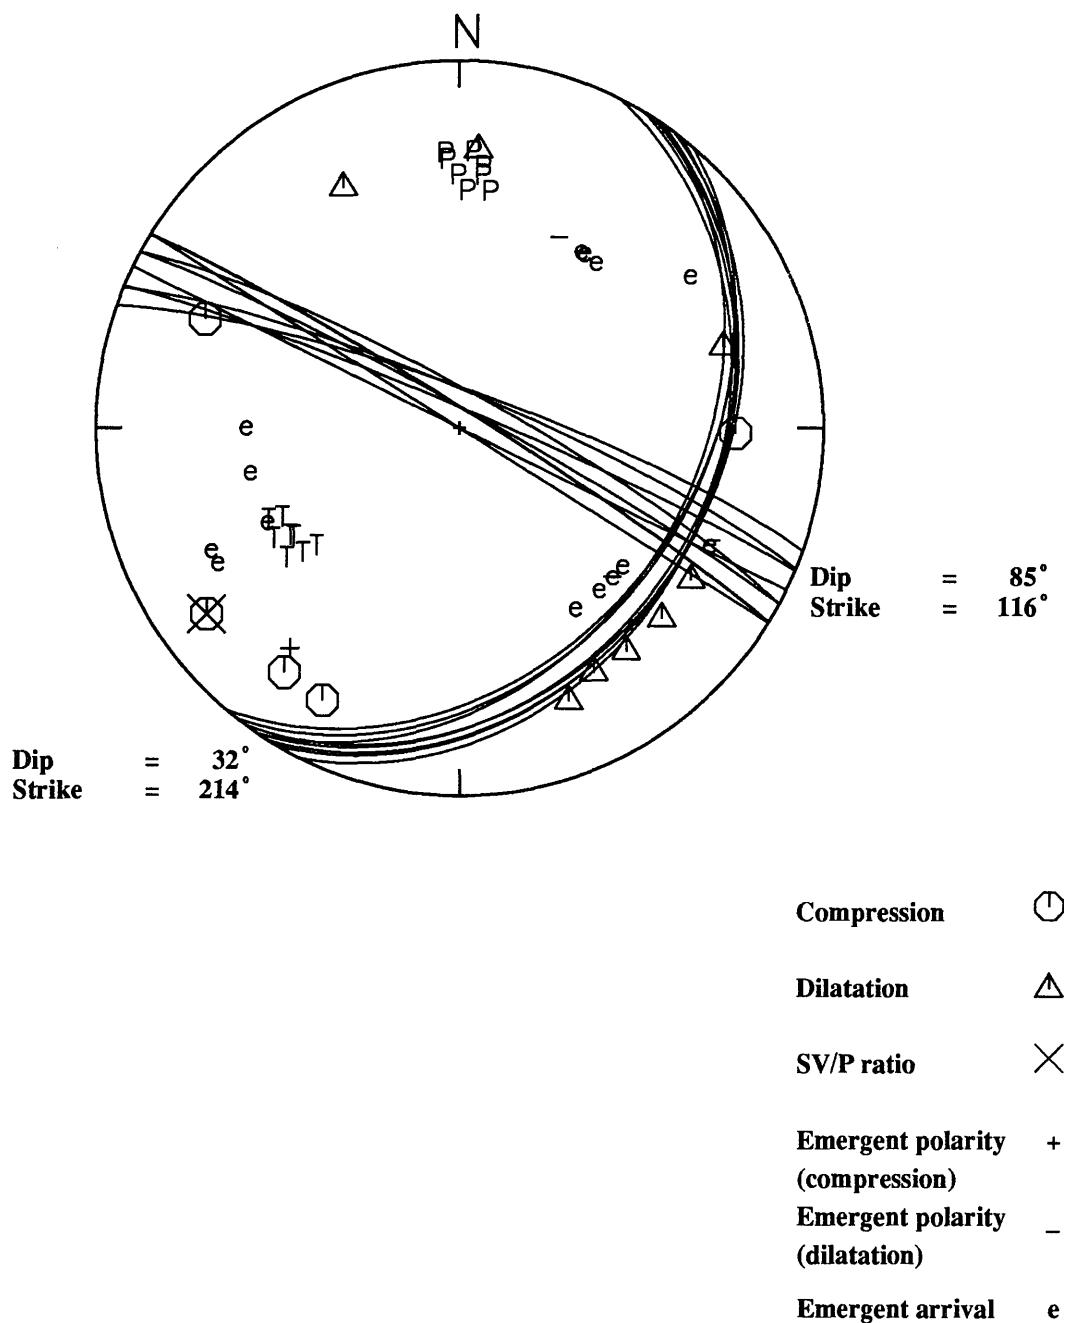 N
P P
P P
P P
P P
e e
e
e
e
T T
e T T
T T T
e
e
e
e
e
e
e
Dip = 85°
Strike = 116°
Dip = 32°
Strike = 214°
Compression
Dilatation
SV/P ratio
Emergent polarity +
(compression)
Emergent polarity –
(dilatation)
Emergent arrival e